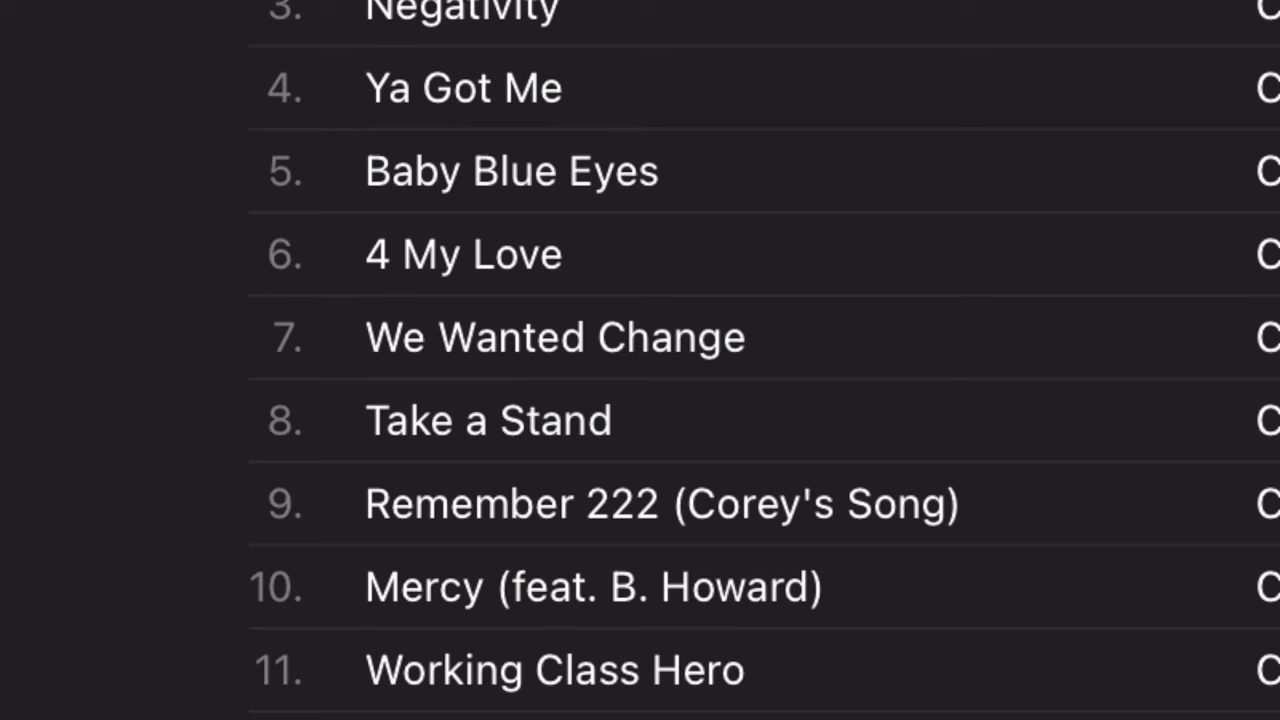 3. Negativity
4. Ya Got Me C
5. Baby Blue Eyes C
6. 4 My Love C
7. We Wanted Change C
8. Take a Stand C
9. Remember 222 (Corey's Song) C
10. Mercy (feat. B. Howard) C
11. Working Class Hero C